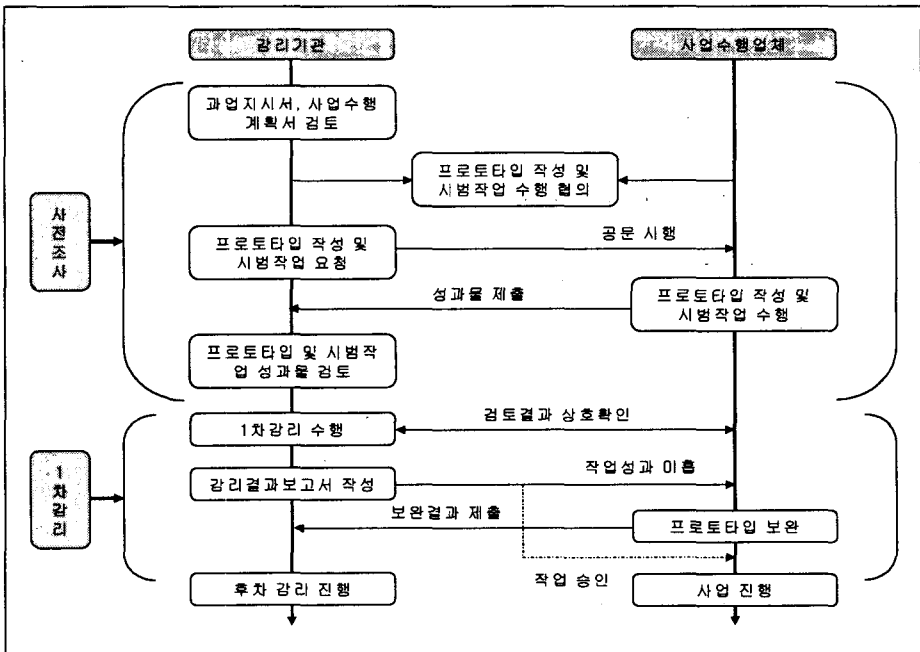 감리기관
사업수행업체
과업지시서, 사업수행
계획서 검토
프로토타입 작성 및
시범작업 수행 협의
사
전
조
사
프로토타입 작성 및
시범작업 요청
공문 시행
성과물 제출
프로토타입 작성 및
시범작업 수행
프로토타입 및 시범작
업 성과물 검토
1차감리 수행
검토결과 상호확인
1
차
감
리
감리결과보고서 작성
작업성과 미흡
보완결과 제출
프로토타입 보완
작업 승인
후차 감리 진행
사업 진행